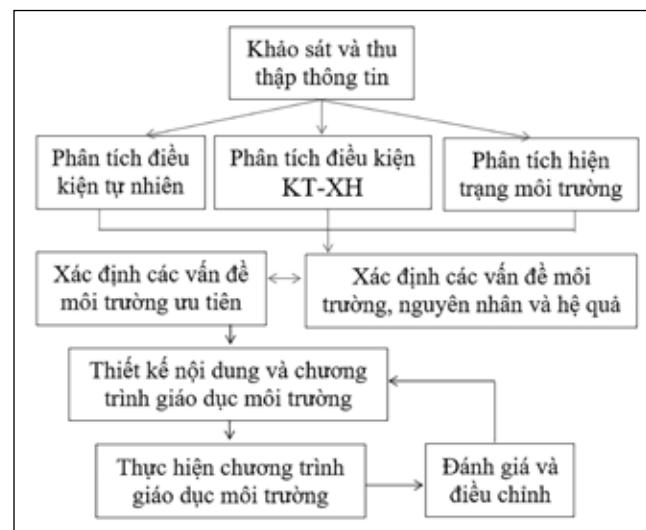 Khảo sát và thu
thập thông tin
Phân tích điều
kiện tự nhiên
Phân tích điều kiện
KT-XH
Phân tích hiện
trạng môi trường
Xác định các vấn đề
môi trường ưu tiên
Xác định các vấn đề môi
trường, nguyên nhân và hệ quả
Thiết kế nội dung và chương
trình giáo dục môi trường
Thực hiện chương trình
giáo dục môi trường
Đánh giá và
điều chỉnh